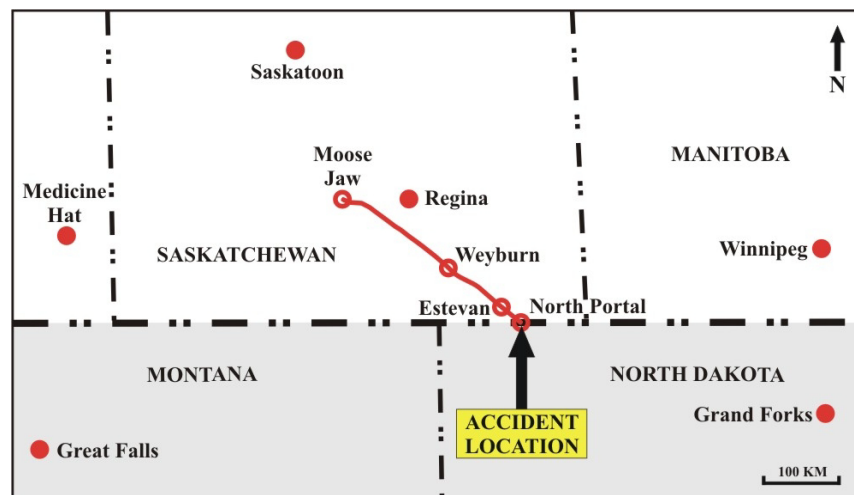 Saskatoon
N
Moose
Jaw
MANITOBA
Medicine
Hat
Regina
SASKATCHEWAN
Weyburn
Winnipeg
Estevan
North Portal
MONTANA
NORTH DAKOTA
ACCIDENT
LOCATION
Grand Forks
Great Falls
100 KM